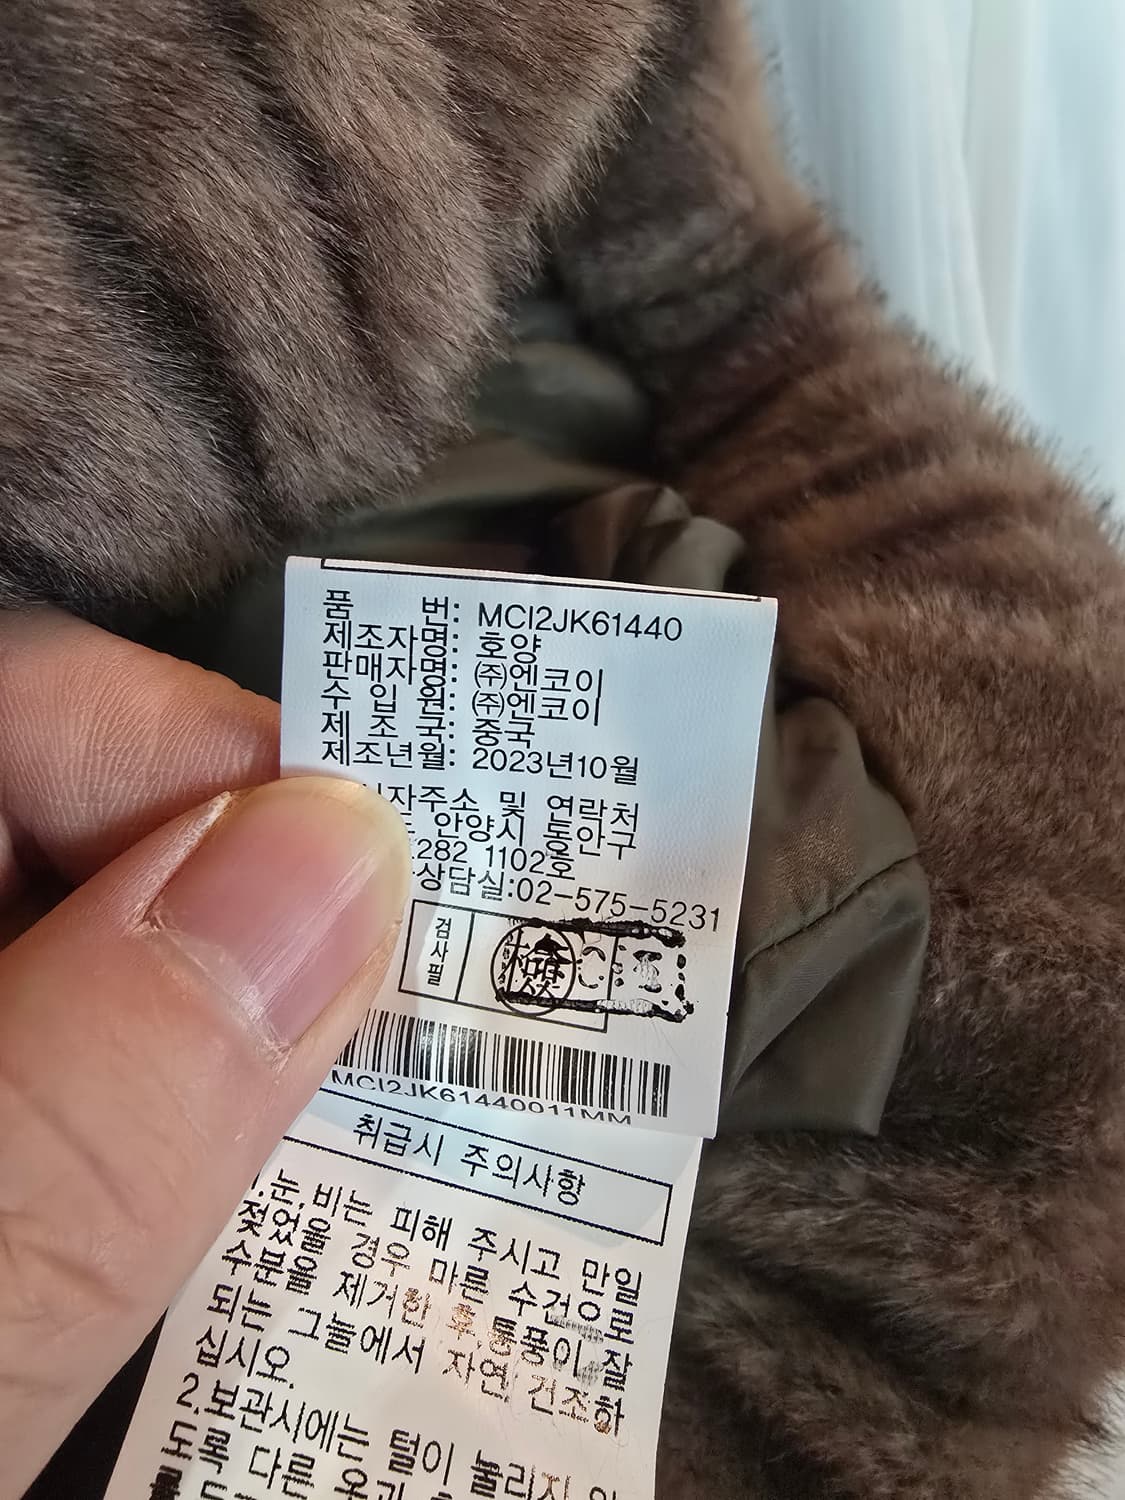 품 번: MCI2JK61440
제조자명: 호양
판매자명: ㈜엔코이
수 입 원: ㈜엔코이
제 조 국: 중국
제조년월: 2023년10월
자주소 및 연락처
안양시 동안구
282 1102호
상담실:02-575-5231
검사필
檢
MCI2JK61440011MM
취급시 주의사항
.눈,비는 피해 주시고 만일
젖었을 경우 마른 수건으로
수분을 제거한 후,통풍이 잘
되는 그늘에서 자연 건조하
십시오.
2.보관시에는 털이 눌리지
도록 다른 옷과